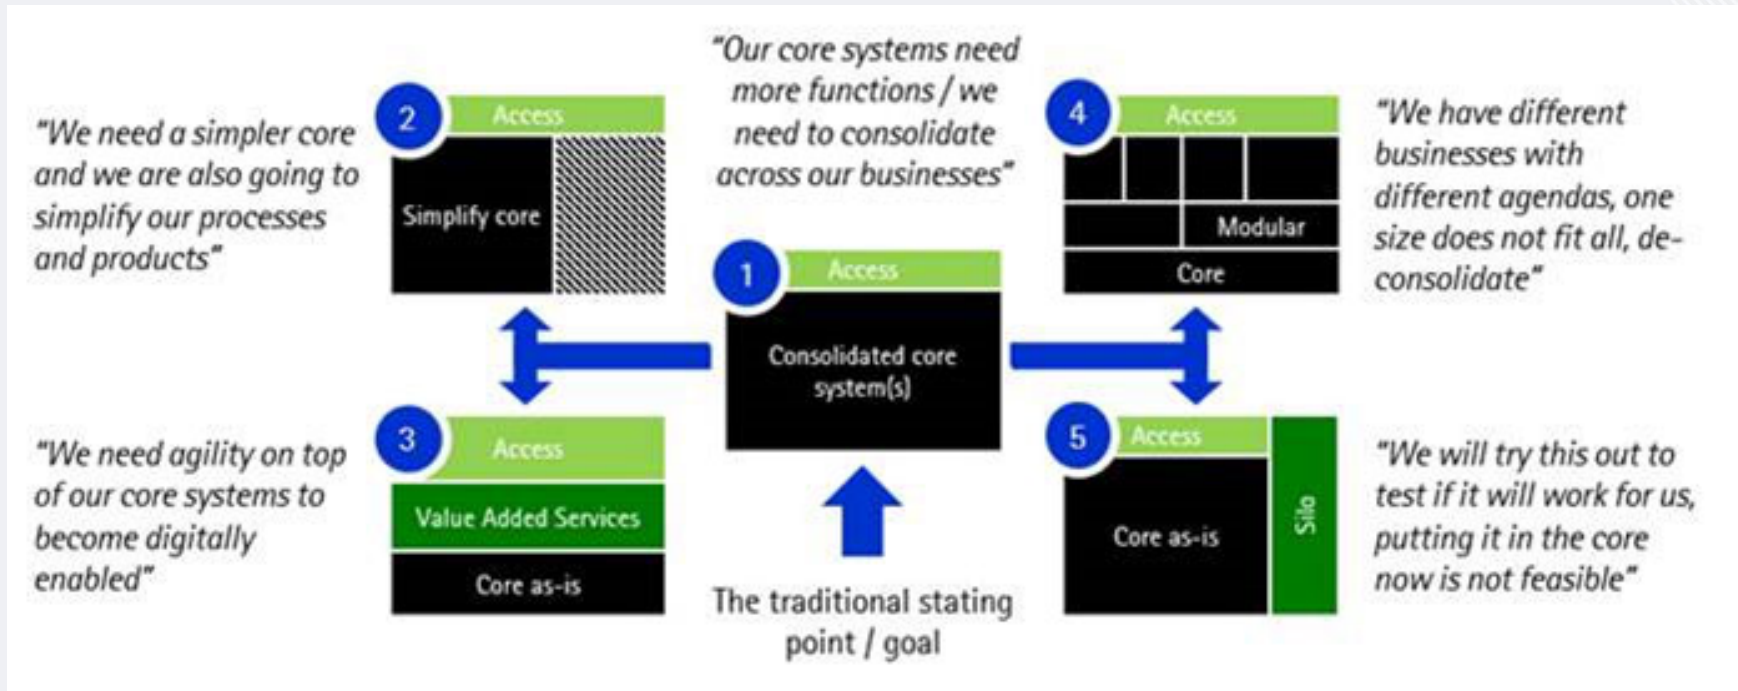 "Our core systems need
more functions / we
need to consolidate
across our businesses"
1
Access
Consolidated core
system(s)
The traditional stating
point / goal
"We need a simpler core
and we are also going to
simplify our processes
and products"
2
Access
Simplify core
"We need agility on top
of our core systems to
become digitally
enabled"
3
Access
Value Added Services
Core as-is
4
Access
Modular
Core
"We have different
businesses with
different agendas, one
size does not fit all, de-
consolidate"
5
Access
Core as-is
Silo
"We will try this out to
test if it will work for us,
putting it in the core
now is not feasible"